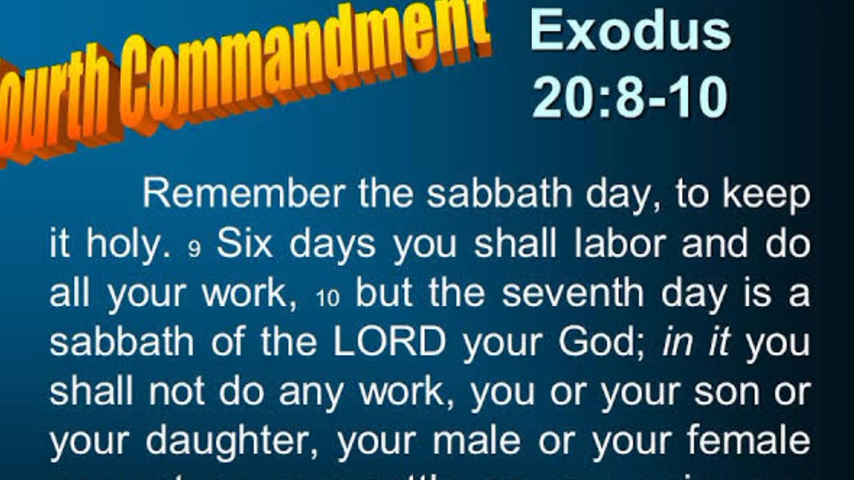 ourth Commandment
Exodus
20:8-10
Remember the sabbath day, to keep
it holy. 9 Six days you shall labor and do
all your work, 10 but the seventh day is a
sabbath of the LORD your God; in it you
shall not do any work, you or your son or
your daughter, your male or your female